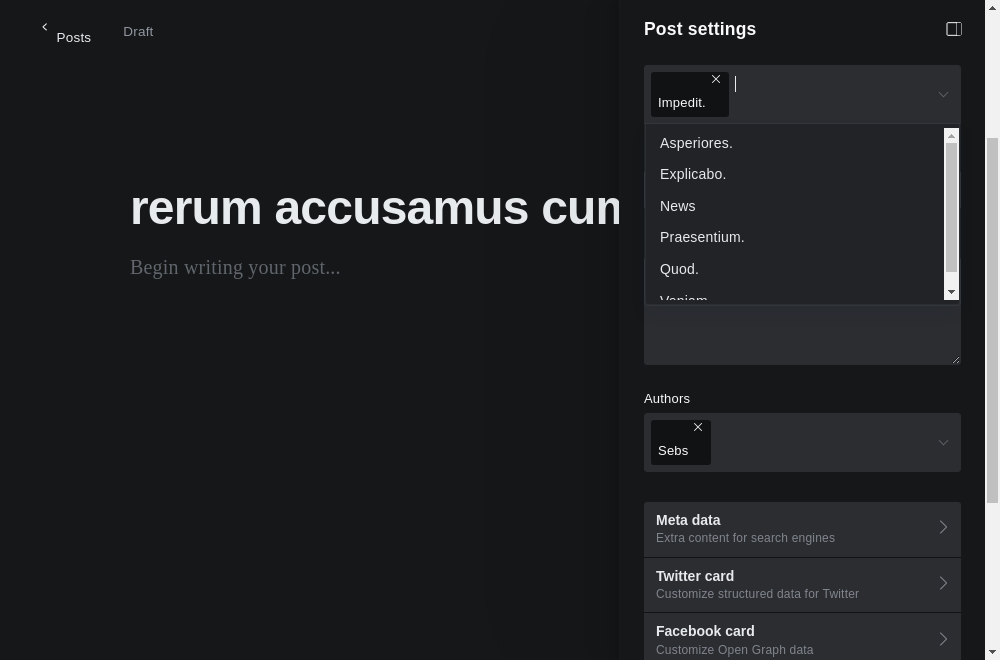 Posts
Draft
Post settings
Impedit.
Asperiores.
Explicabo.
News
Praesentium.
Quod.
Veniam.
rerum accusamus cum
Begin writing your post...
Authors
Sebs
Meta data
Extra content for search engines
Twitter card
Customize structured data for Twitter
Facebook card
Customize Open Graph data